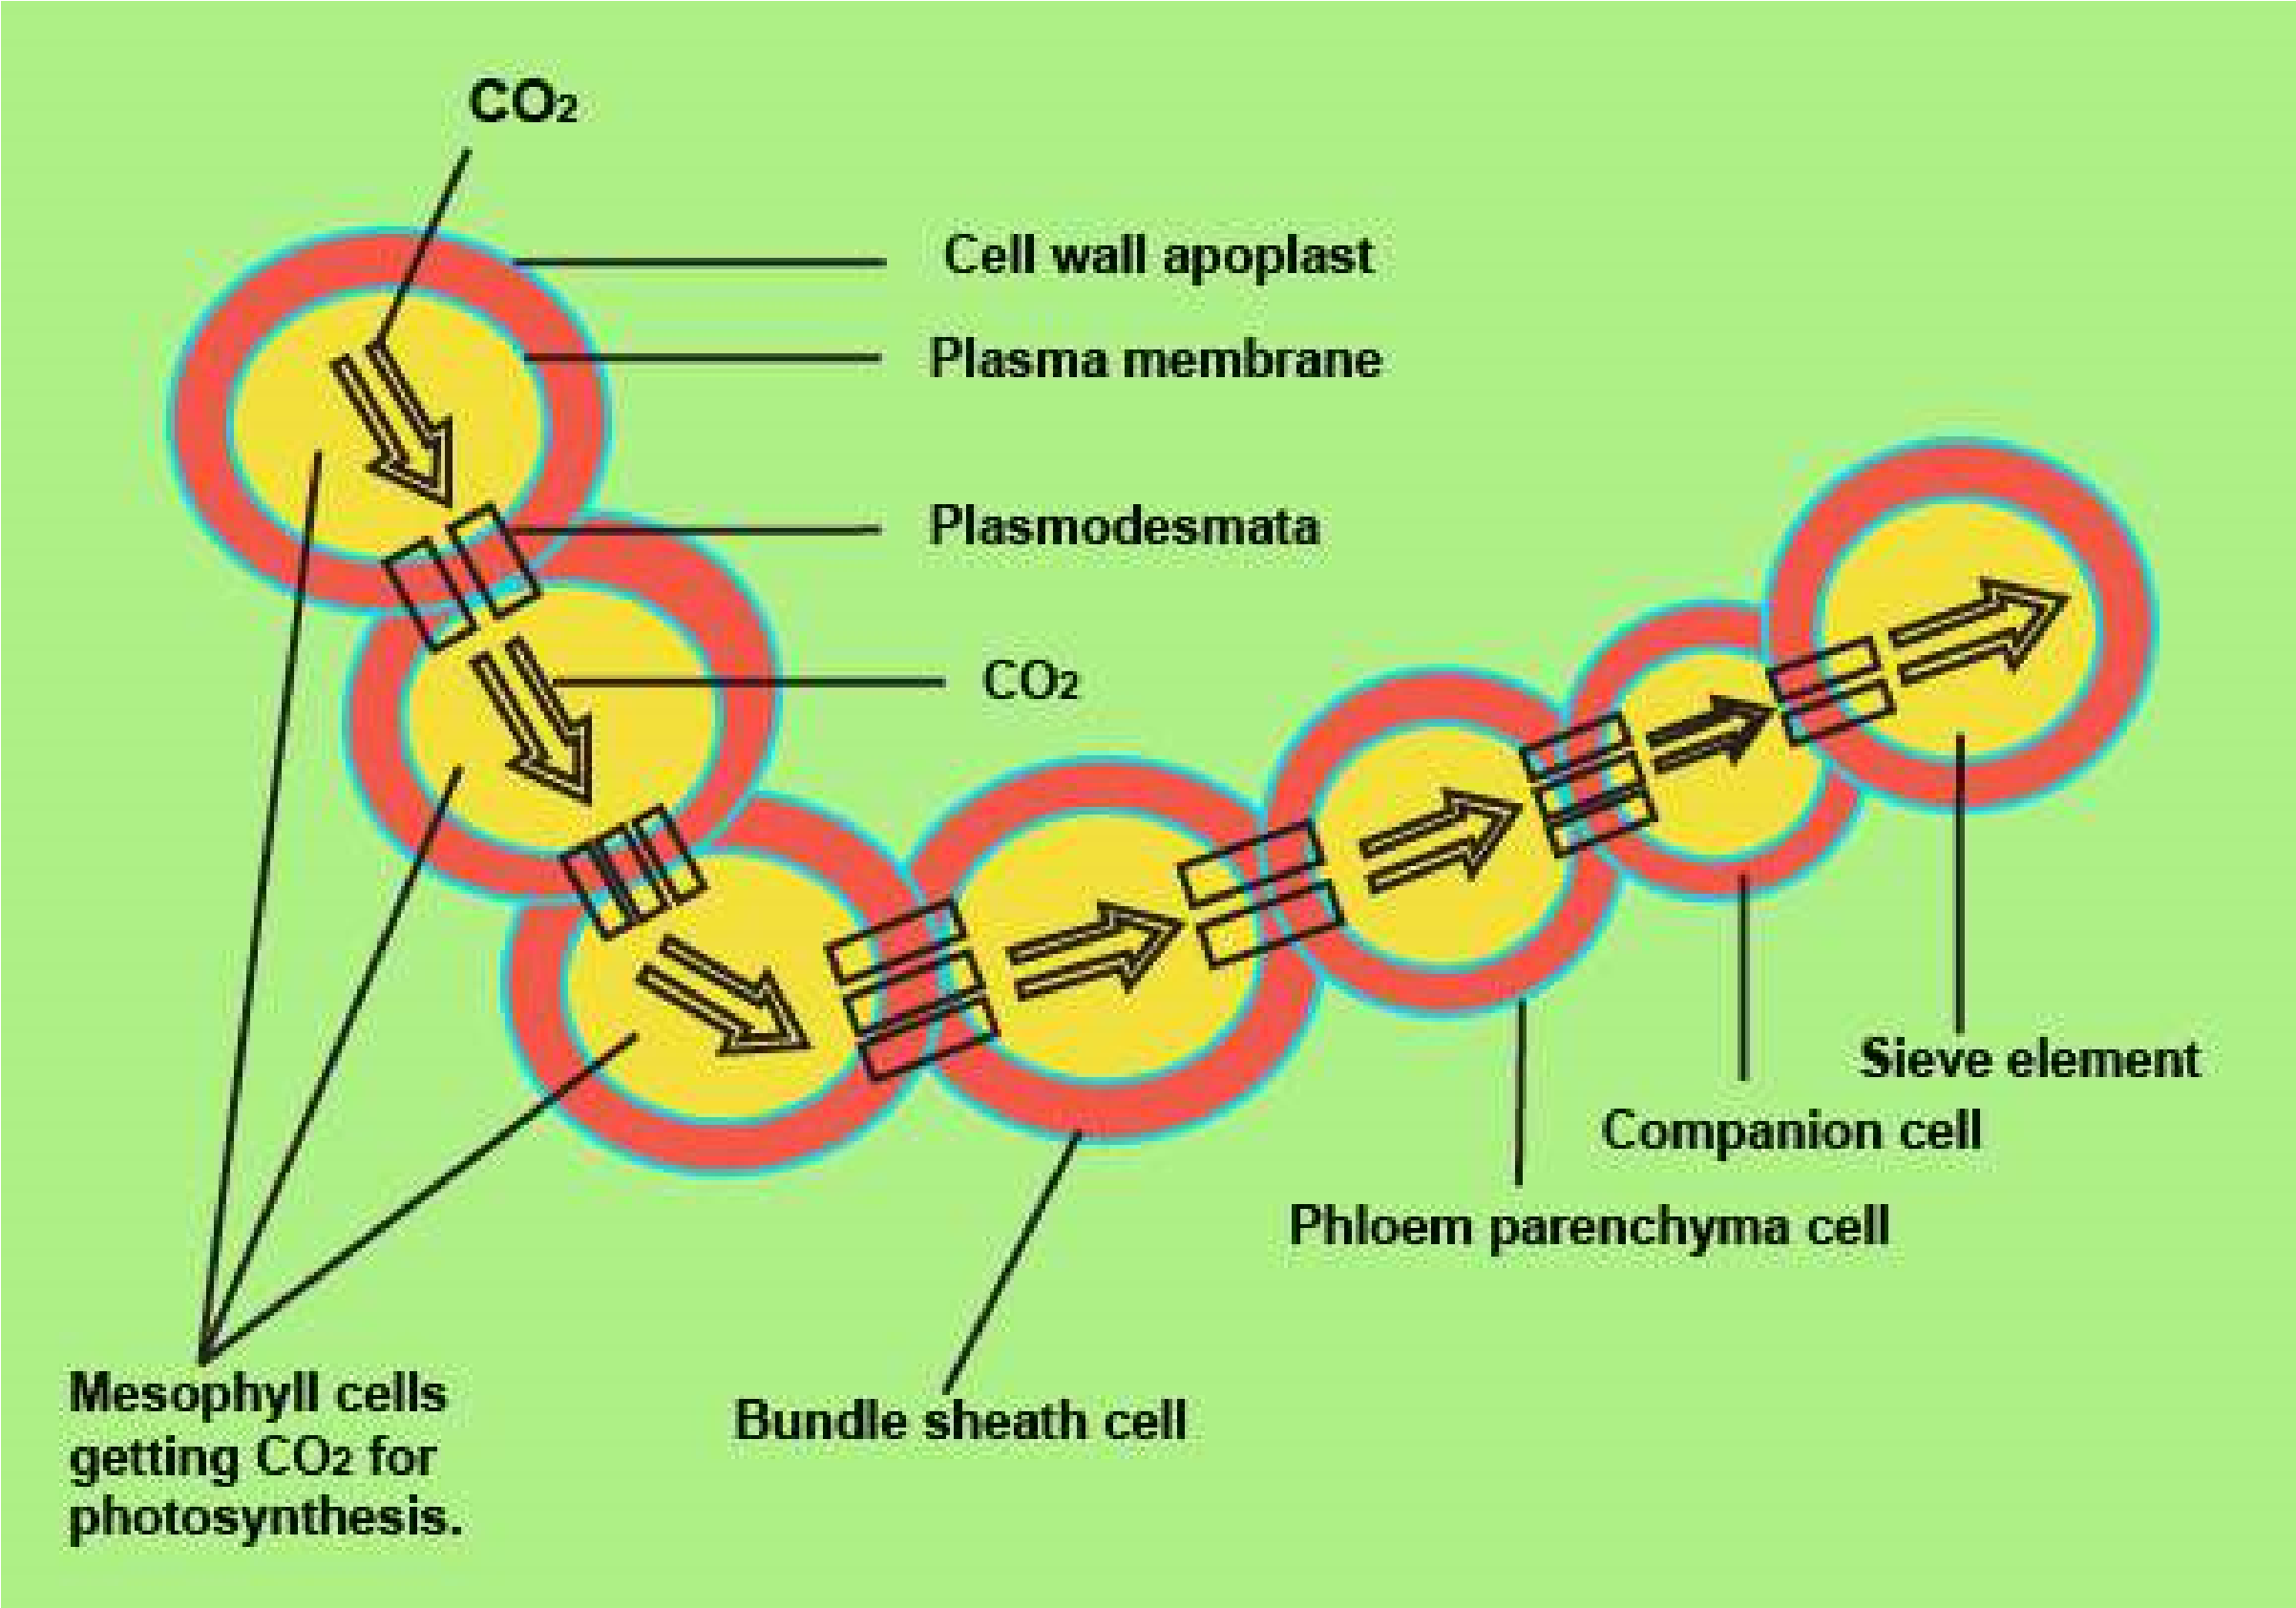 CO₂
Cell wall apoplast
Plasma membrane
Plasmodesmata
CO₂
Sieve element
Companion cell
Phloem parenchyma cell
Mesophyll cells
getting CO₂ for
photosynthesis.
Bundle sheath cell